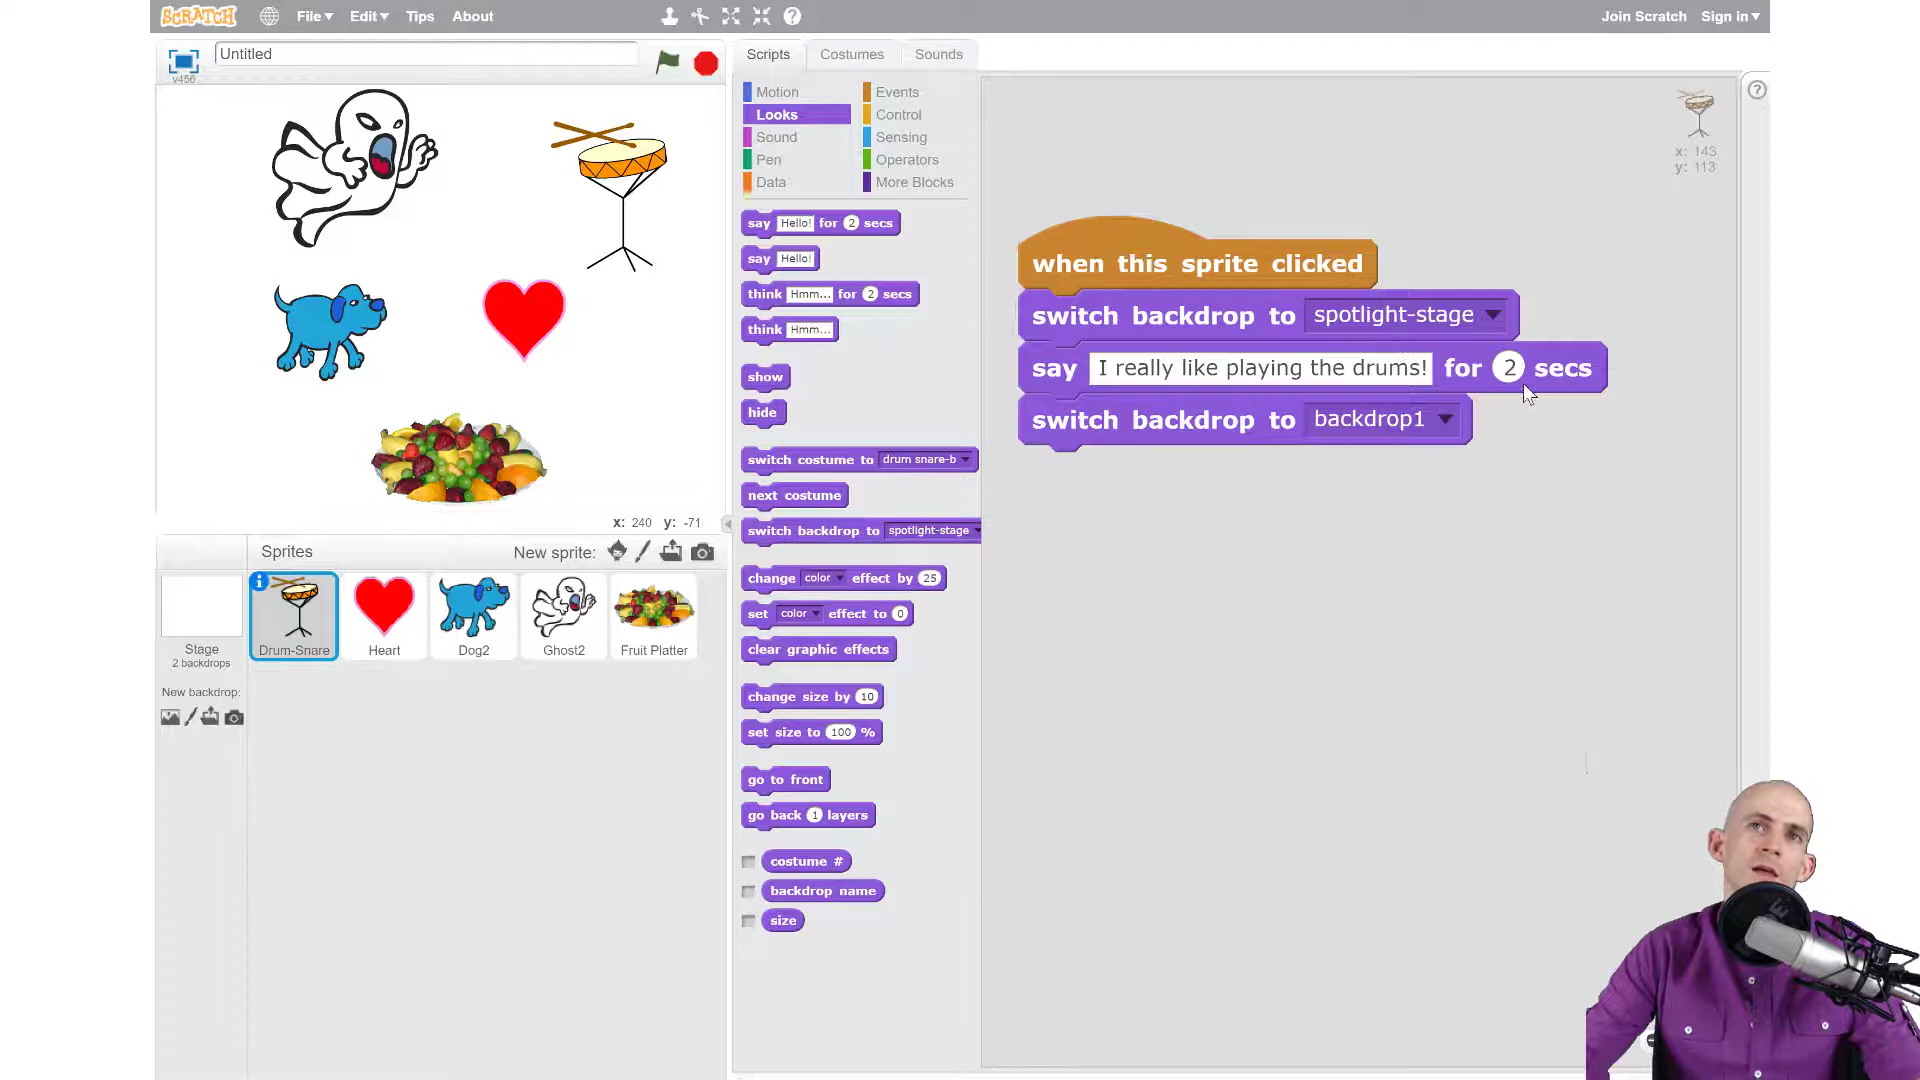 SCRATCH File Edit Tips About Join Scratch Sign in
Untitled
v456
Scripts Costumes Sounds
Motion Events
Looks Control
Sound Sensing
Pen Operators
Data More Blocks
say Hello! for 2 secs
say Hello!
think Hmm... for 2 secs
think Hmm...
show
hide
switch costume to drum snare-b
next costume
switch backdrop to spotlight-stage
change color effect by 25
set color effect to 0
clear graphic effects
change size by 10
set size to 100 %
go to front
go back 1 layers
costume #
backdrop name
size
x: 143
y: 113
when this sprite clicked
switch backdrop to spotlight-stage
say I really like playing the drums! for 2 secs
switch backdrop to backdrop1
x: 240 y: -71
Sprites New sprite:
Drum-Snare Heart Dog2 Ghost2 Fruit Platter
Stage
2 backdrops
New backdrop: